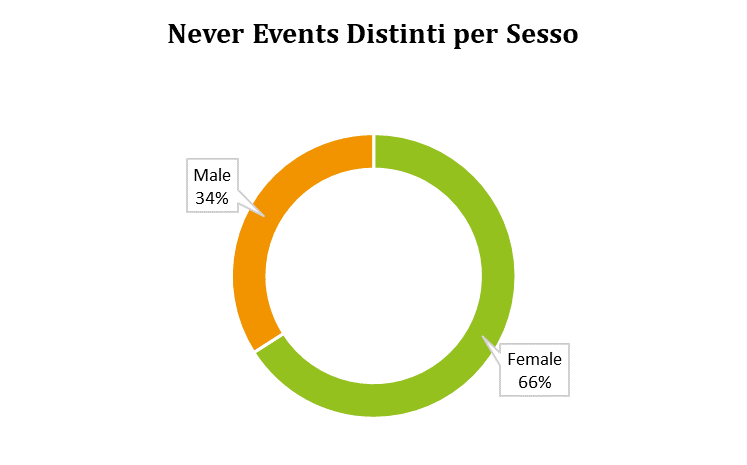 Never Events Distinti per Sesso
Male
34%
Female
66%